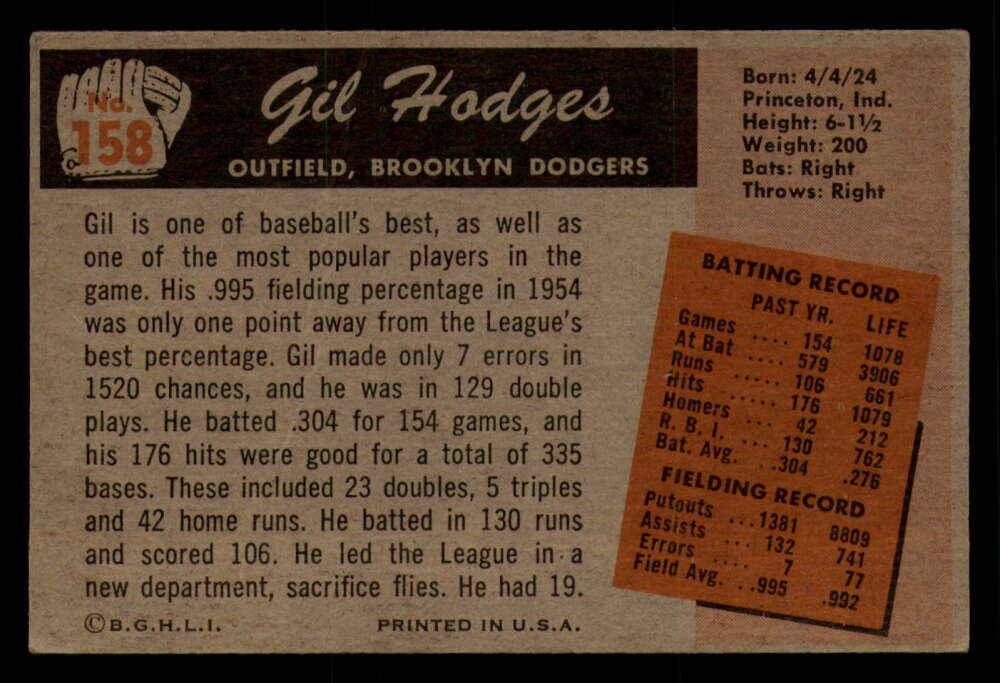 No.
158
Gil Hodges
OUTFIELD, BROOKLYN DODGERS
Born: 4/4/24
Princeton, Ind.
Height: 6-1½
Weight: 200
Bats: Right
Throws: Right
Gil is one of baseball's best, as well as
one of the most popular players in the
game. His .995 fielding percentage in 1954
was only one point away from the League's
best percentage. Gil made only 7 errors in
1520 chances, and he was in 129 double
plays. He batted .304 for 154 games, and
his 176 hits were good for a total of 335
bases. These included 23 doubles, 5 triples
and 42 home runs. He batted in 130 runs
and scored 106. He led the League in a
new department, sacrifice flies. He had 19.
BATTING RECORD
PAST YR. LIFE
Games .... 154 1078
At Bat .... 579 3906
Runs ..... 106 661
Hits ..... 176 1079
Homers ... 42 212
R. B. I. ... 130 762
Bat. Avg. ..304 .276
FIELDING RECORD
Putouts ...1381 8809
Assists ... 132 741
Errors .... 7 77
Field Avg. ..995 .992
©B.G.H.L.I. PRINTED IN U.S.A.